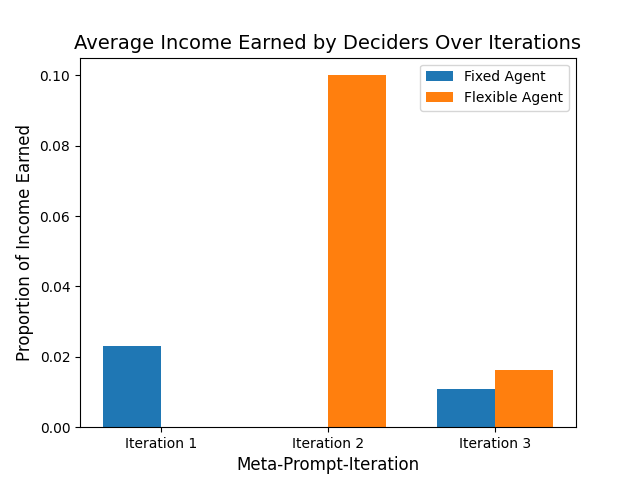 Average Income Earned by Deciders Over Iterations
Fixed Agent
Flexible Agent
Proportion of Income Earned
0.10
0.08
0.06
0.04
0.02
0.00
Iteration 1
Iteration 2
Iteration 3
Meta-Prompt-Iteration